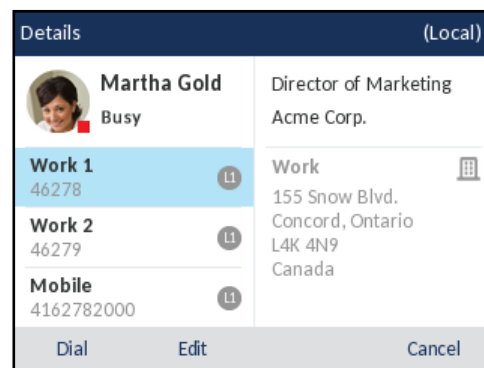 Details
(Local)
Martha Gold
Busy
Work 1
46278
L1
Work 2
46279
L1
Mobile
4162782000
L1
Director of Marketing
Acme Corp.
Work
155 Snow Blvd.
Concord, Ontario
L4K 4N9
Canada
Dial
Edit
Cancel